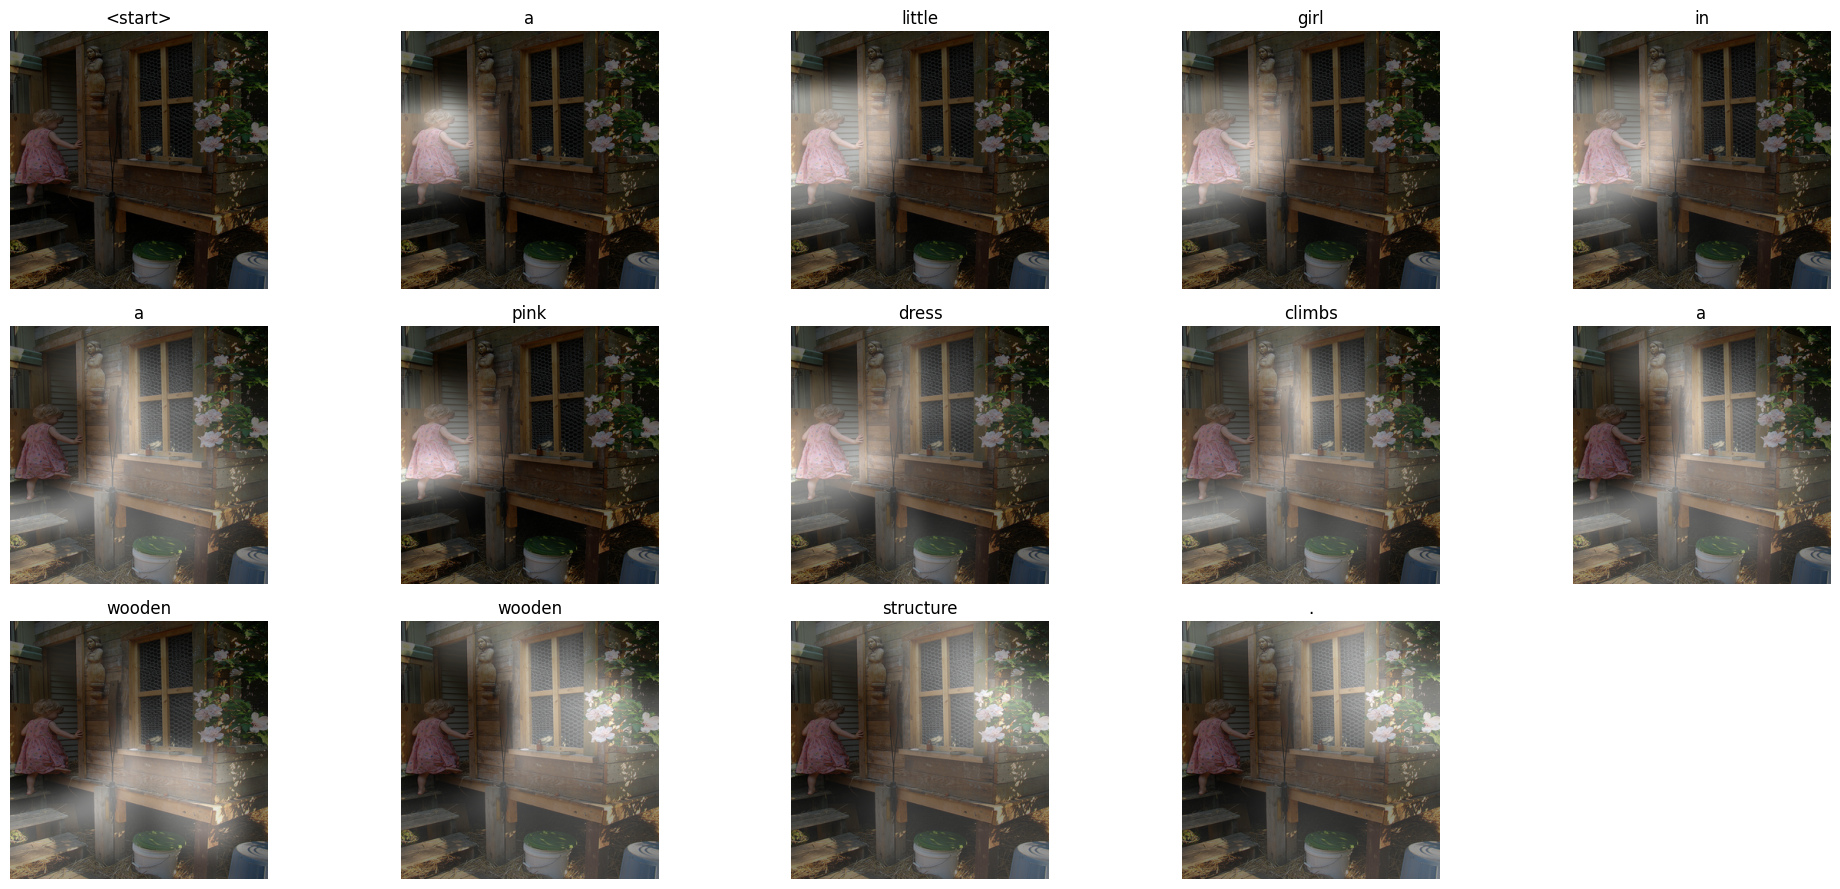 <start> a little girl in
a pink dress climbs a
wooden wooden structure .